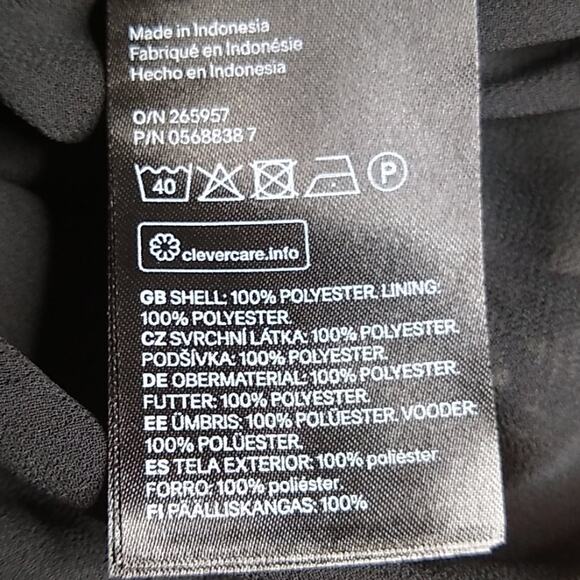 Made in Indonesia
Fabriqué en Indonésie
Hecho en Indonesia
O/N 265957
P/N 0568838 7
40 P
clevercare.info
GB SHELL: 100% POLYESTER. LINING:
100% POLYESTER.
CZ SVRCHNÍ LÁTKA: 100% POLYESTER.
PODŠÍVKA: 100% POLYESTER.
DE OBERMATERIAL: 100% POLYESTER.
FUTTER: 100% POLYESTER.
EE ÜMBRIS: 100% POLÜESTER. VOODER:
100% POLÜESTER.
ES TELA EXTERIOR: 100% poliéster.
FORRO: 100% poliéster.
FI PÄÄLLISKANGAS: 100%